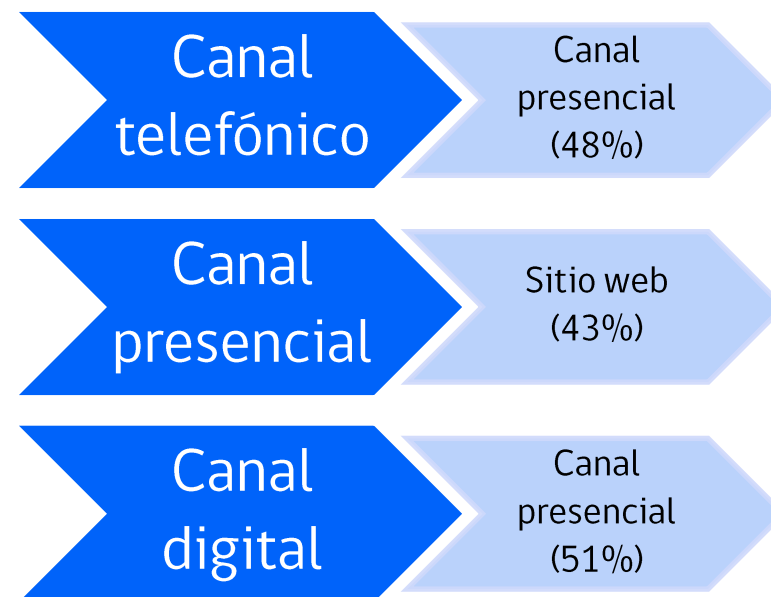 Canal
telefónico
Canal
presencial
(48%)
Canal
presencial
Sitio web
(43%)
Canal
digital
Canal
presencial
(51%)